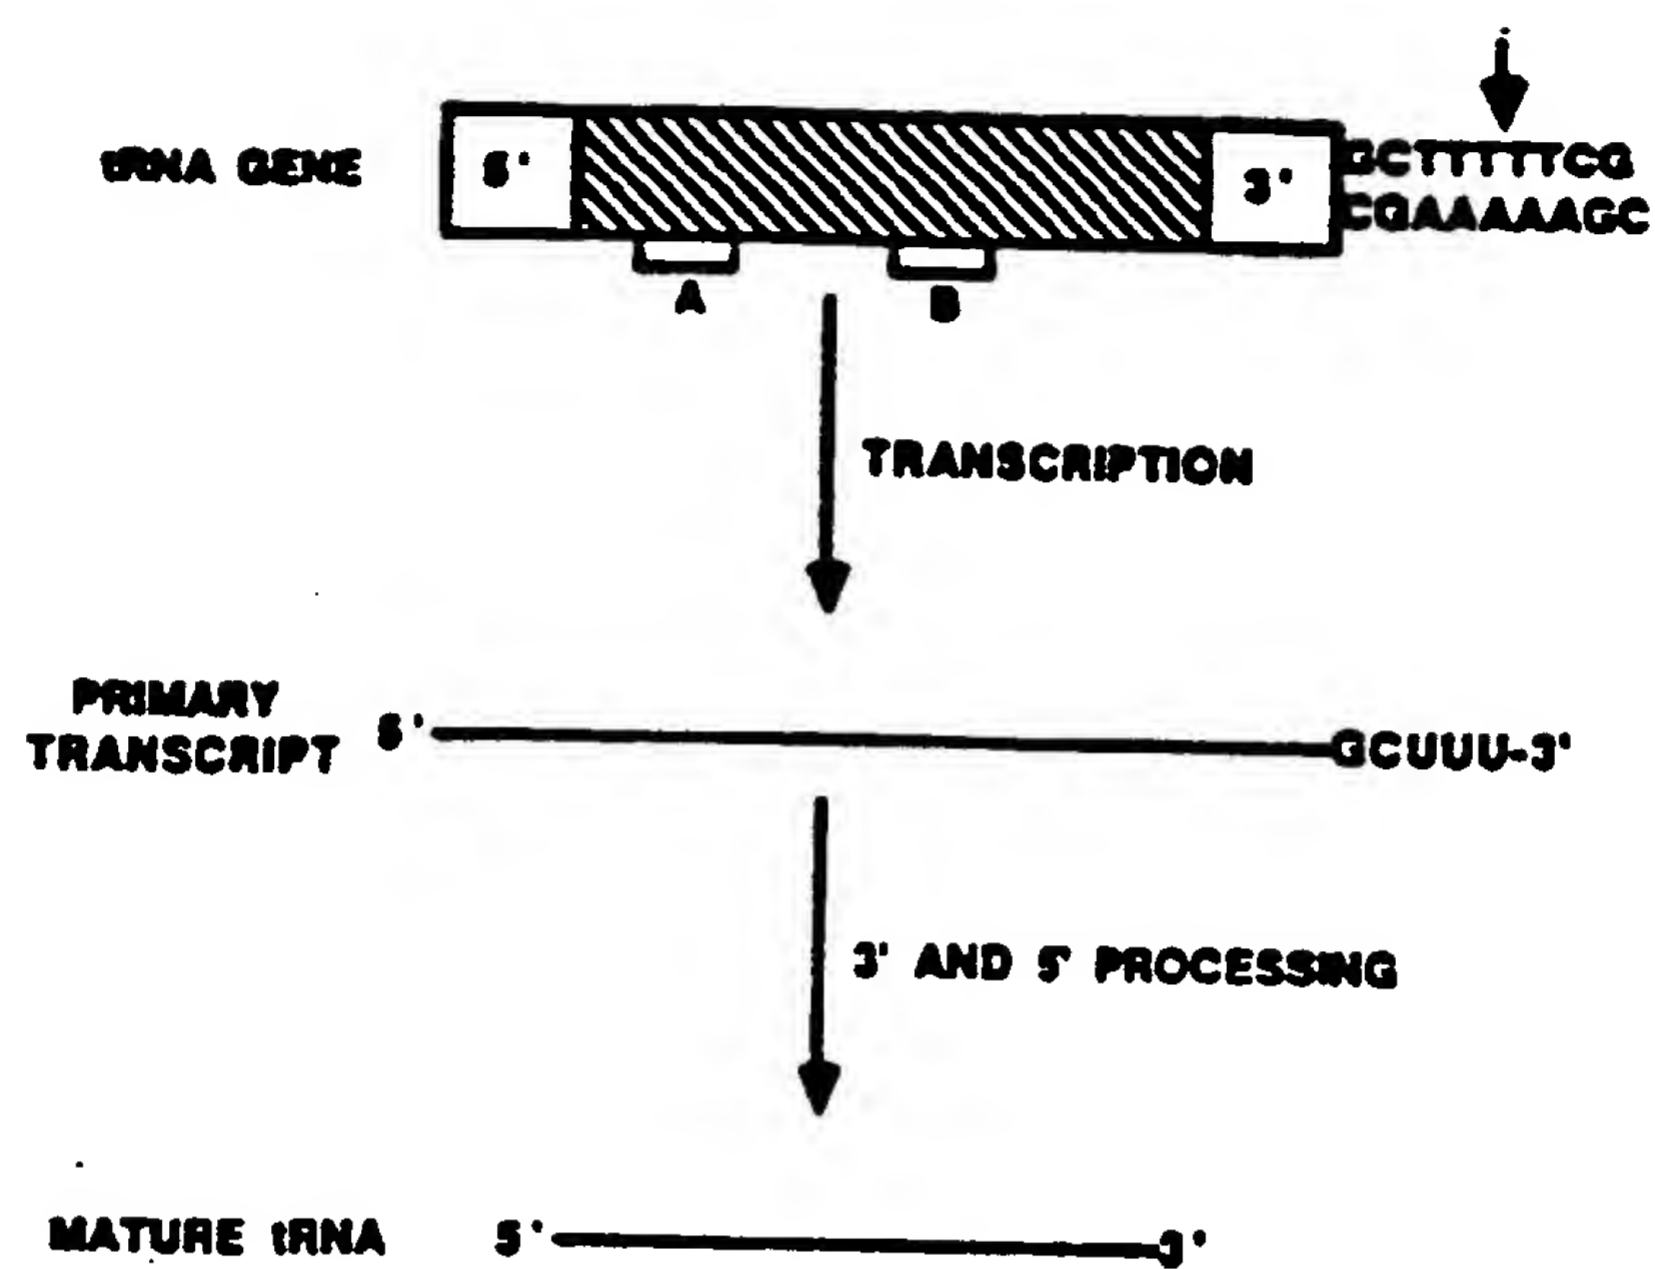 tRNA GENE
5'
3'
GCTTTTTCG
CGAAAAAGC
A
B
TRANSCRIPTION
PRIMARY
TRANSCRIPT
5'
GCUUU-3'
3' AND 5' PROCESSING
MATURE tRNA
5'
3'